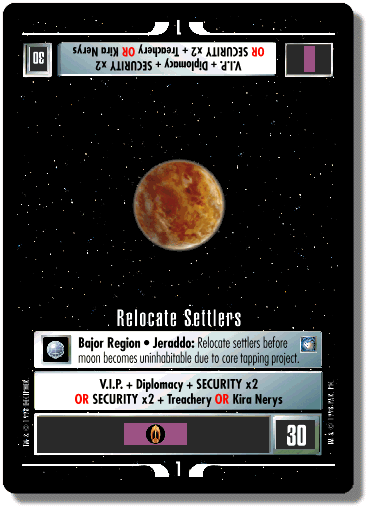 1
V.I.P. + Diplomacy + SECURITY x2
OR SECURITY x2 + Treachery OR Kira Nerys
30
Relocate Settlers
Bajor Region • Jeraddo: Relocate settlers before
moon becomes uninhabitable due to core tapping project.
V.I.P. + Diplomacy + SECURITY x2
OR SECURITY x2 + Treachery OR Kira Nerys
30
1